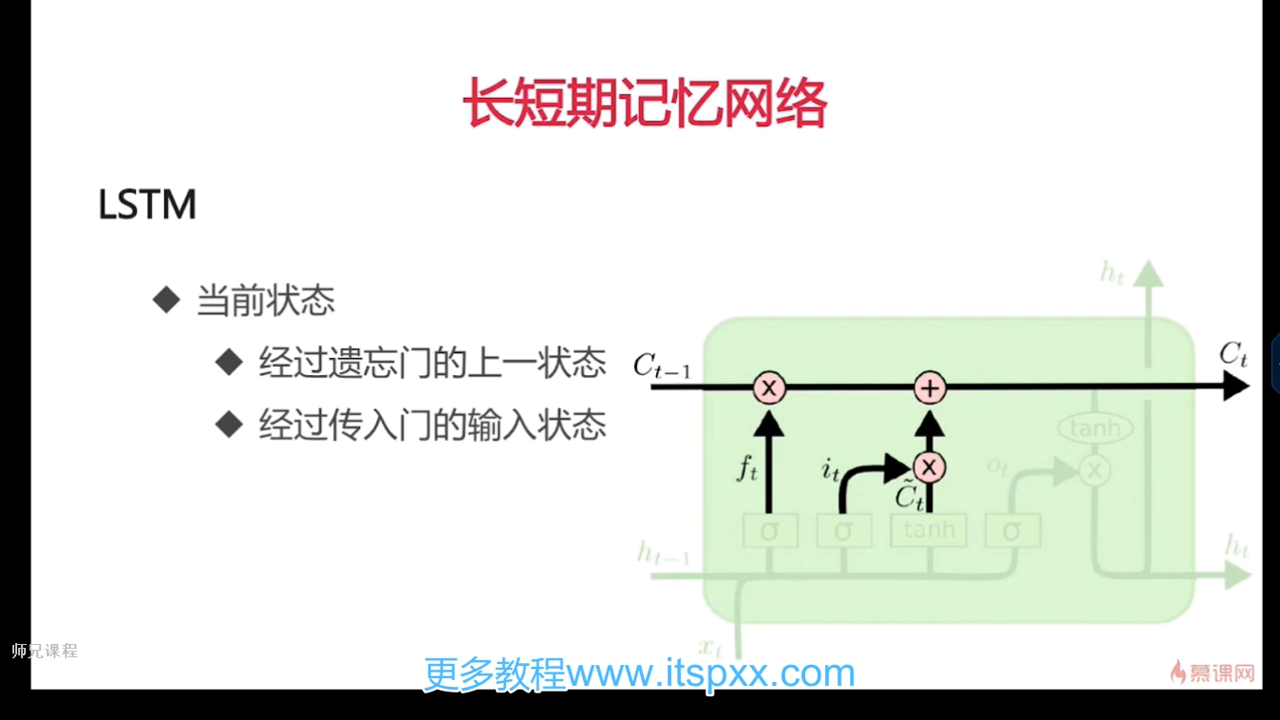 长短期记忆网络
LSTM
◆ 当前状态
◆ 经过遗忘门的上一状态
◆ 经过传入门的输入状态
h_t
C_{t-1}
C_t
x
+
tanh
f_t
i_t
x
o_t
x
C̃_t
σ
σ
tanh
σ
h_{t-1}
h_t
x_t
师兄课程
更多教程www.itspxx.com
慕课网